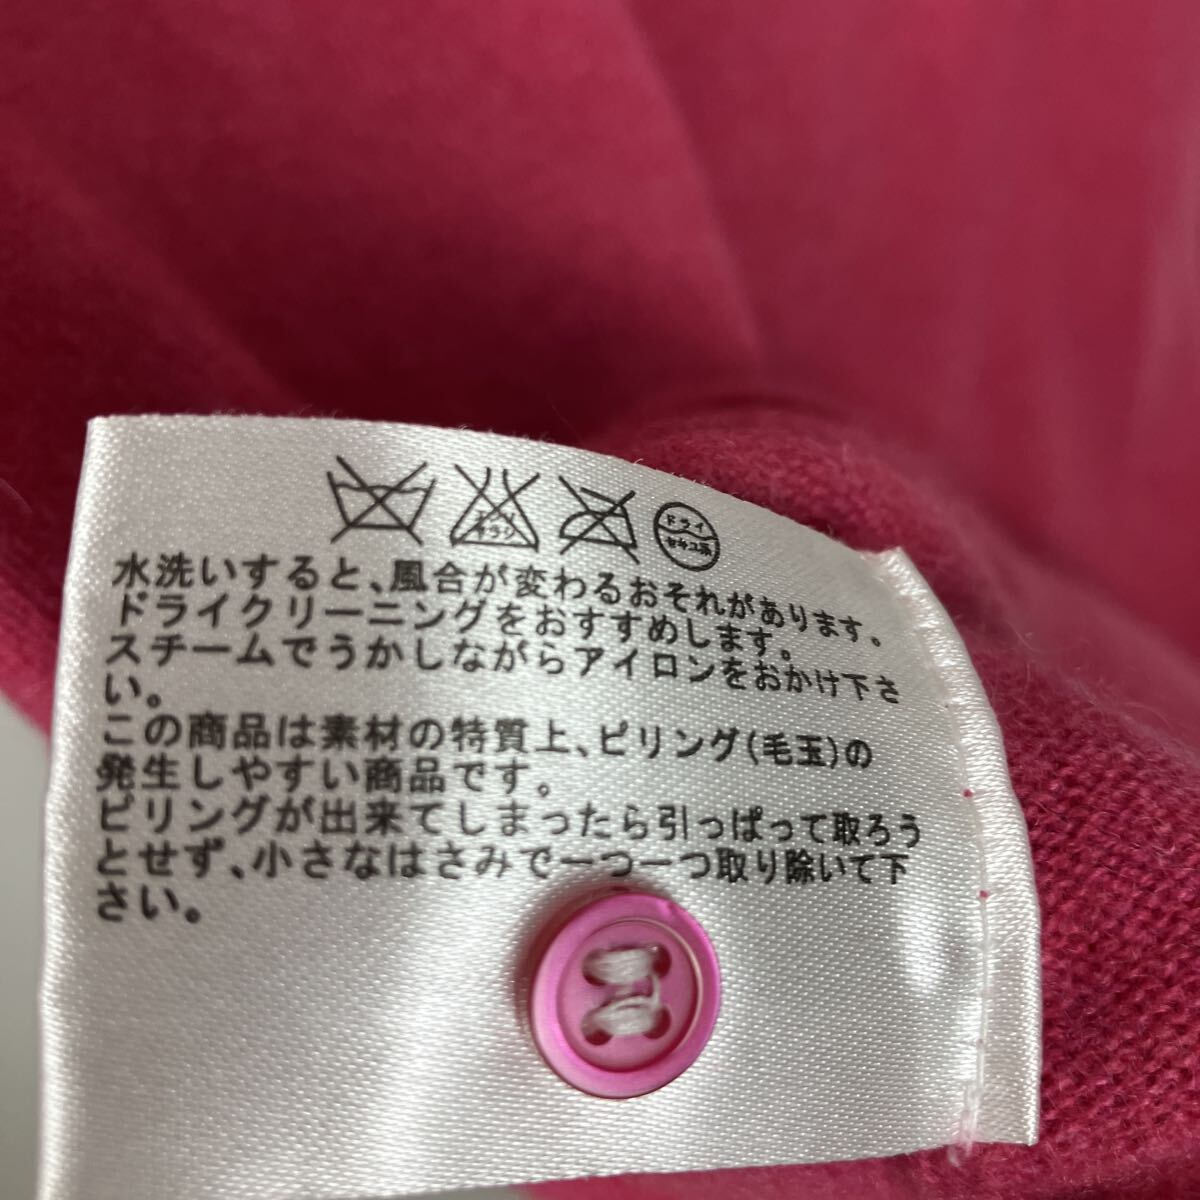 エンソ
サラシ
ドライ
セキユ系
水洗いすると、風合が変わるおそれがあります。
ドライクリーニングをおすすめします。
スチームでうかしながらアイロンをおかけ下さ
い。
この商品は素材の特質上、ピリング(毛玉)の
発生しやすい商品です。
ピリングが出来てしまったら引っぱって取ろう
とせず、小さなはさみで一つ一つ取り除いて下
さい。